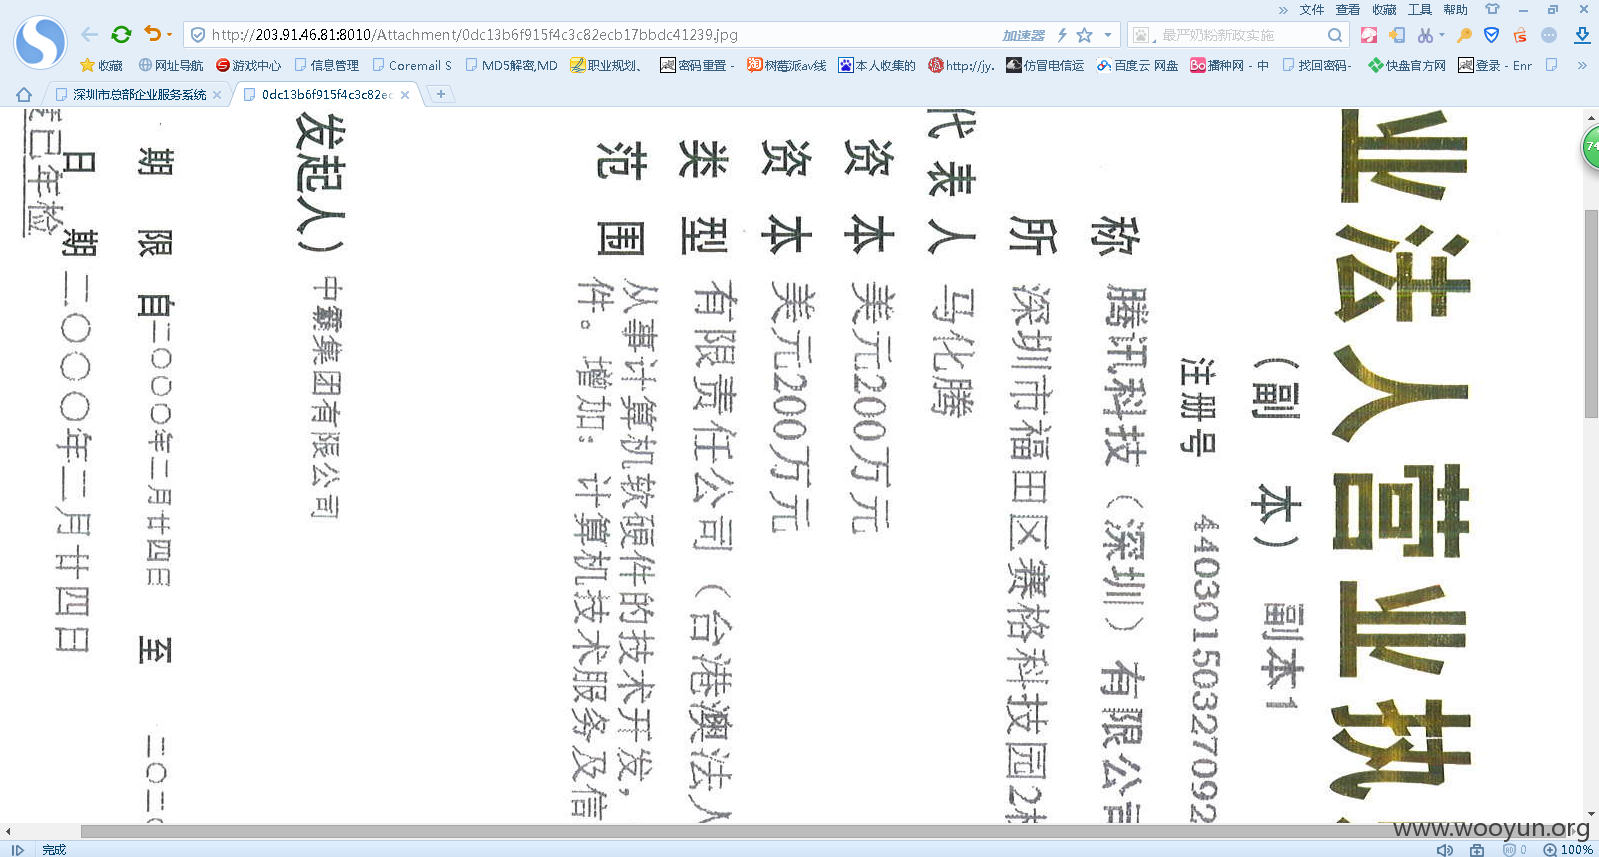 文件 查看 收藏 工具 帮助
http://203.91.46.81:8010/Attachment/0dc13b6f915f4c3c82ecb17bbdc41239.jpg
加速器
最严奶粉新政实施
收藏 网址导航 游戏中心 信息管理 Coremail S MD5解密,MD 职业规划、 密码重置 - 树莓派av线 本人收集的 http://jy. 仿冒电信运 百度云 网盘 播种网 - 中 找回密码- 快盘官方网 登录 - Enr
深圳市总部企业服务系统
0dc13b6f915f4c3c82ec
74
业法人营业执
（副 本） 副本1
注册号 4403015032709 2
称 腾讯科技（深圳）有限公司
所 深圳市福田区赛格科技园2栋
代表人 马化腾
资本 美元200万元
资本 美元200万元
类型 有限责任公司（台港澳法人
范围 从事计算机软硬件的技术开发，
件。 增加： 计算机技术服务及信
发起人） 中霸集团有限公司
期限 自二〇〇〇年二月廿四日 至 二〇二〇
日期 二〇〇〇年二月廿四日
已年检
www.wooyun.org
完成
0
100%